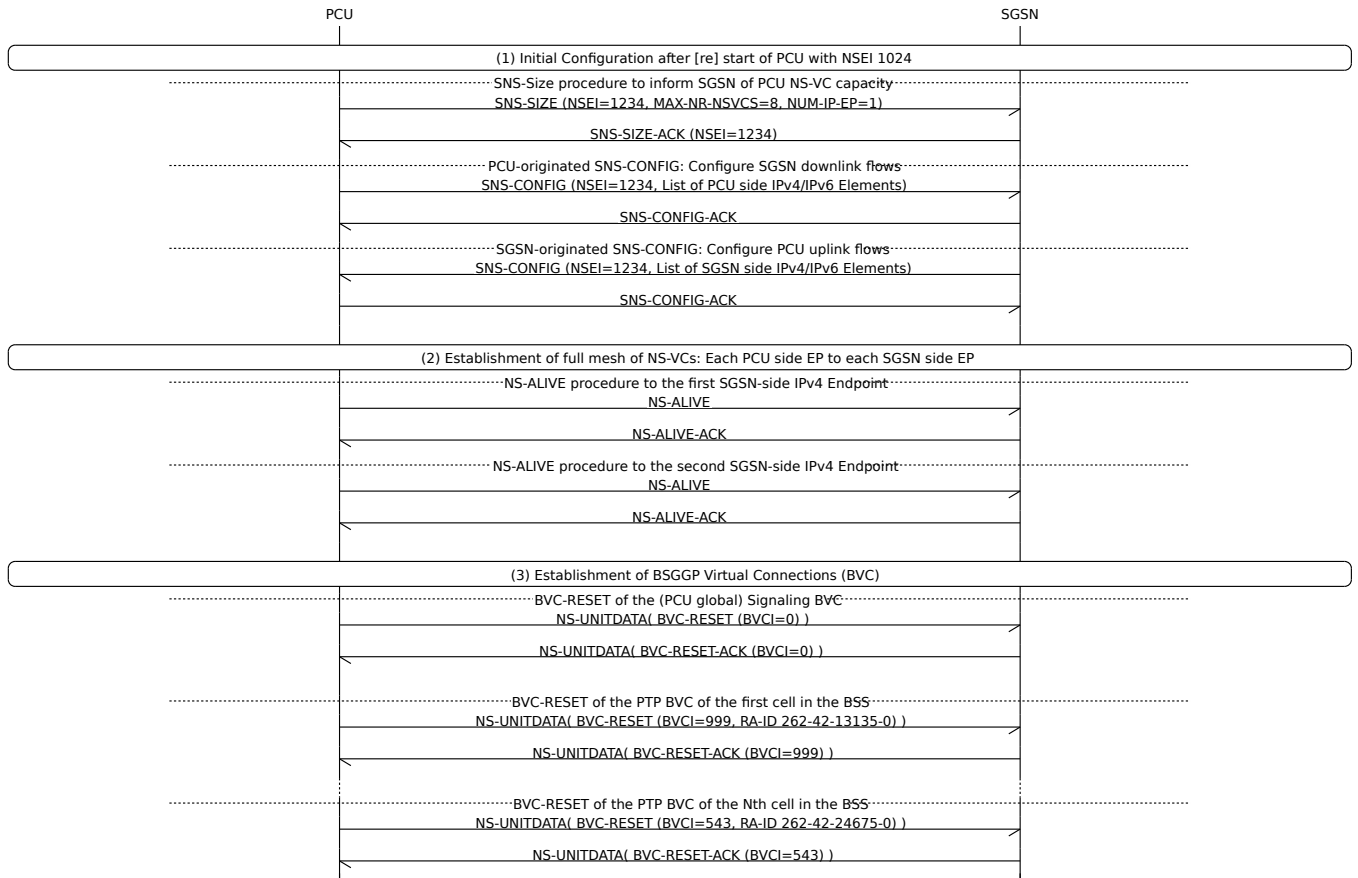 PCU
SGSN
(1) Initial Configuration after [re] start of PCU with NSEI 1024
SNS-Size procedure to inform SGSN of PCU NS-VC capacity
SNS-SIZE (NSEI=1234, MAX-NR-NSVCS=8, NUM-IP-EP=1)
SNS-SIZE-ACK (NSEI=1234)
PCU-originated SNS-CONFIG: Configure SGSN downlink flows
SNS-CONFIG (NSEI=1234, List of PCU side IPv4/IPv6 Elements)
SNS-CONFIG-ACK
SGSN-originated SNS-CONFIG: Configure PCU uplink flows
SNS-CONFIG (NSEI=1234, List of SGSN side IPv4/IPv6 Elements)
SNS-CONFIG-ACK
(2) Establishment of full mesh of NS-VCs: Each PCU side EP to each SGSN side EP
NS-ALIVE procedure to the first SGSN-side IPv4 Endpoint
NS-ALIVE
NS-ALIVE-ACK
NS-ALIVE procedure to the second SGSN-side IPv4 Endpoint
NS-ALIVE
NS-ALIVE-ACK
(3) Establishment of BSGGP Virtual Connections (BVC)
BVC-RESET of the (PCU global) Signaling BVC
NS-UNITDATA( BVC-RESET (BVCI=0) )
NS-UNITDATA( BVC-RESET-ACK (BVCI=0) )
BVC-RESET of the PTP BVC of the first cell in the BSS
NS-UNITDATA( BVC-RESET (BVCI=999, RA-ID 262-42-13135-0) )
NS-UNITDATA( BVC-RESET-ACK (BVCI=999) )
BVC-RESET of the PTP BVC of the Nth cell in the BSS
NS-UNITDATA( BVC-RESET (BVCI=543, RA-ID 262-42-24675-0) )
NS-UNITDATA( BVC-RESET-ACK (BVCI=543) )